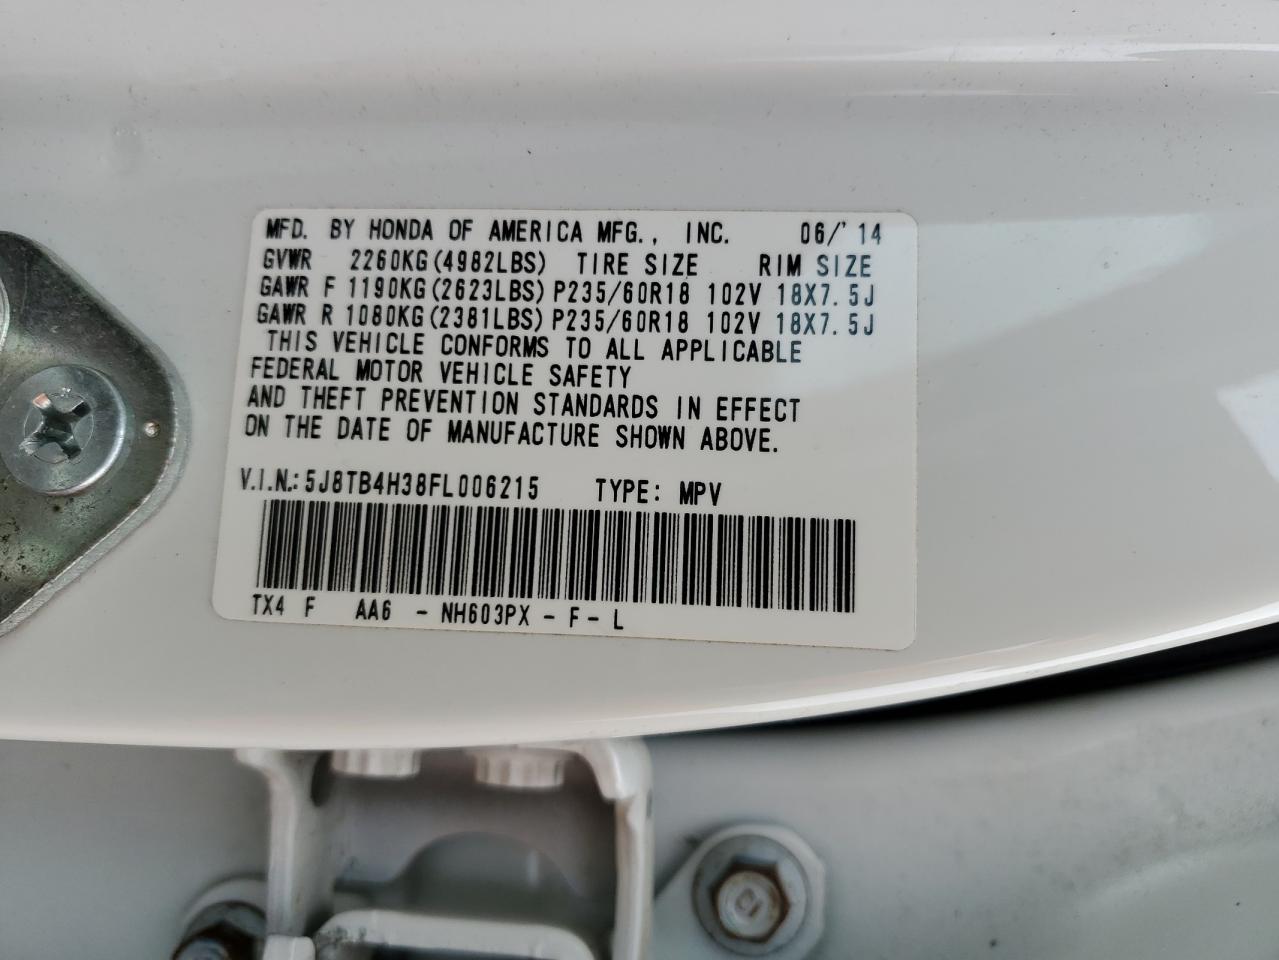 MFD. BY HONDA OF AMERICA MFG., INC. 06/'14
GVWR 2260KG(4982LBS) TIRE SIZE RIM SIZE
GAWR F 1190KG(2623LBS) P235/60R18 102V 18X7.5J
GAWR R 1080KG(2381LBS) P235/60R18 102V 18X7.5J
THIS VEHICLE CONFORMS TO ALL APPLICABLE
FEDERAL MOTOR VEHICLE SAFETY
AND THEFT PREVENTION STANDARDS IN EFFECT
ON THE DATE OF MANUFACTURE SHOWN ABOVE.
V.I.N.: 5J8TB4H38FL006215 TYPE: MPV
TX4 F AA6 - NH603PX - F - L